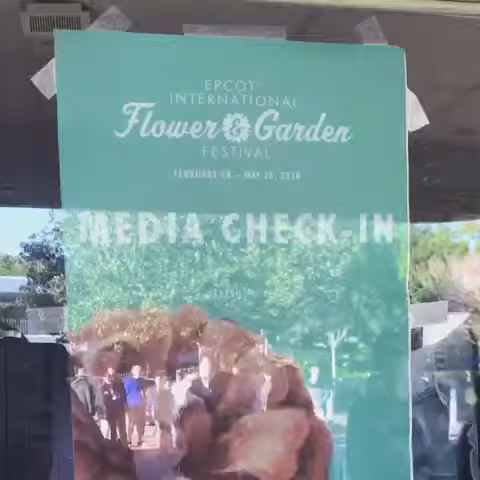 EPCOT
INTERNATIONAL
Flower & Garden
FESTIVAL
FEBRUARY 28 – MAY 28, 2018
MEDIA CHECK-IN